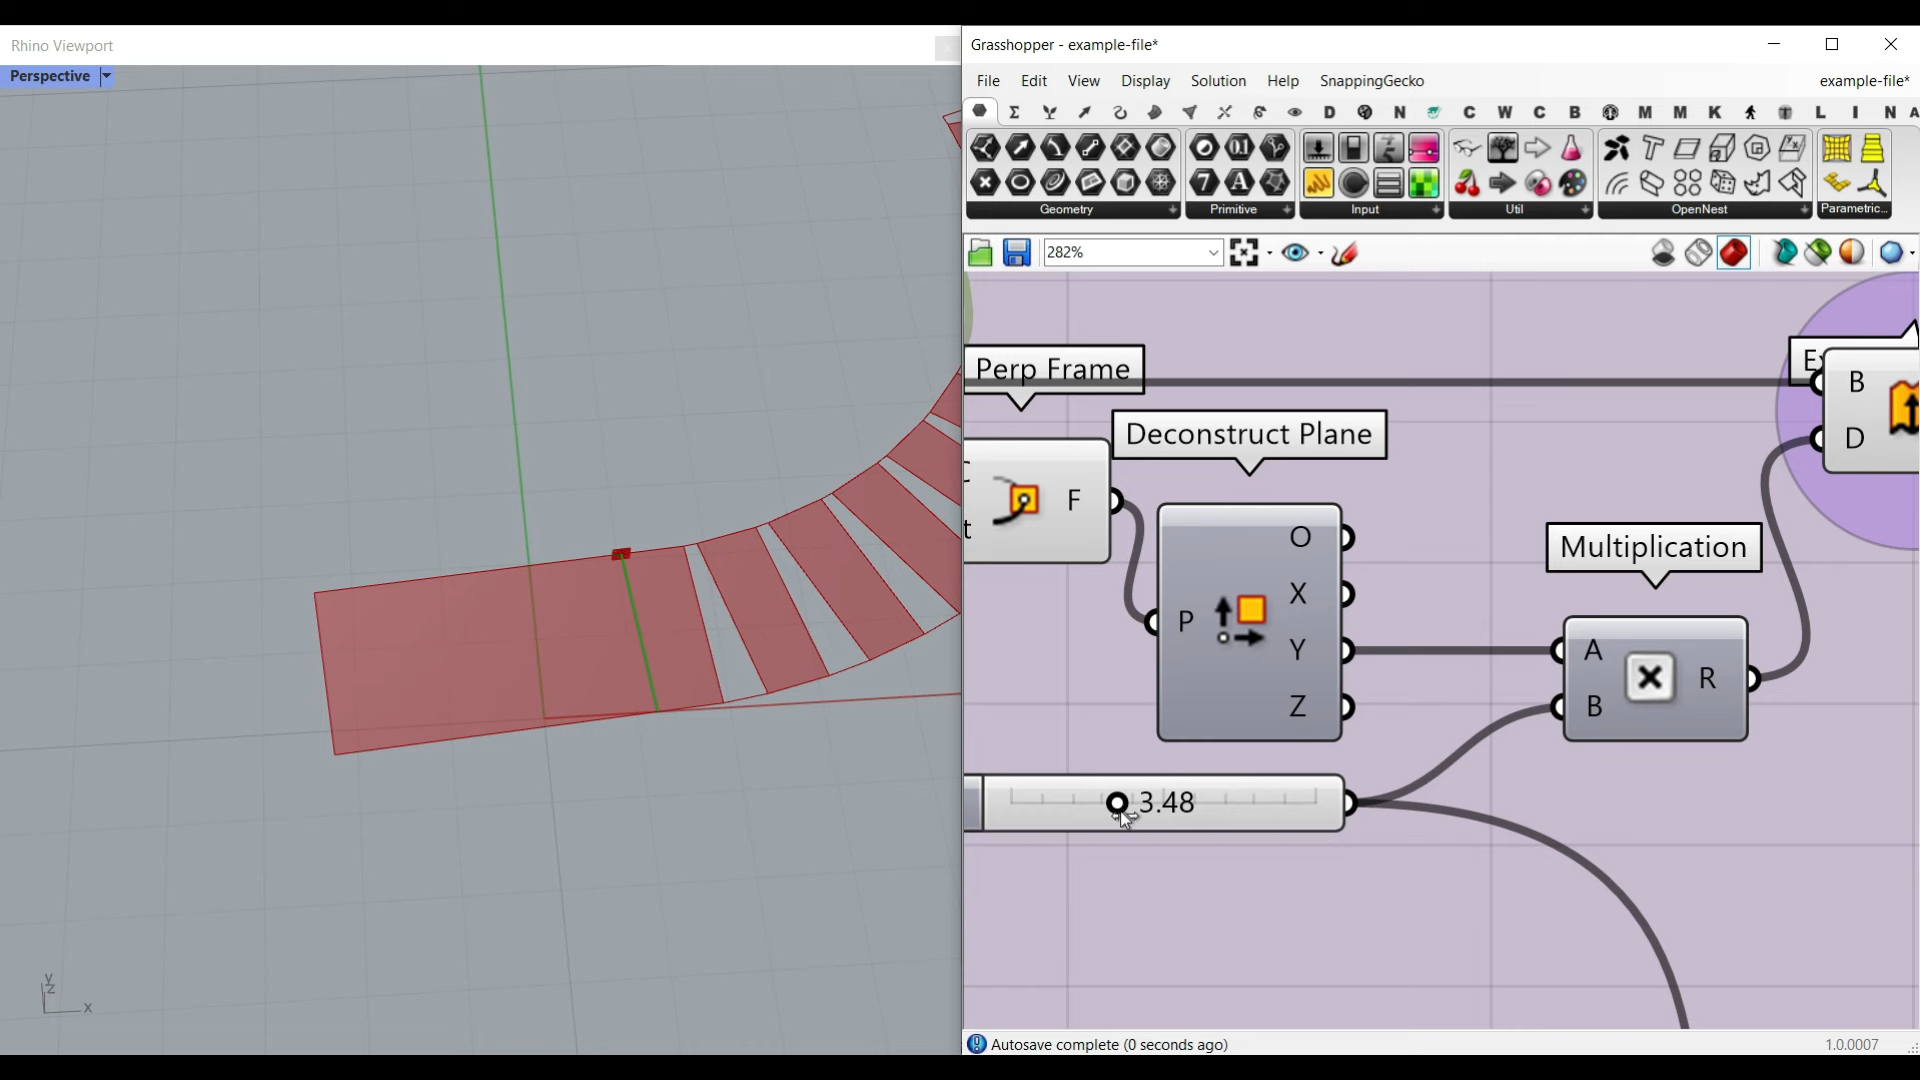 Rhino Viewport
Perspective
Grasshopper - example-file*
File Edit View Display Solution Help SnappingGecko
example-file*
D N C W C B M M K L I N A
Geometry
Primitive
Input
Util
OpenNest
Parametric...
282%
Perp Frame
Deconstruct Plane
Multiplication
F
P
O
X
Y
Z
A
B
R
B
D
3.48
y
z
x
Autosave complete (0 seconds ago)
1.0.0007